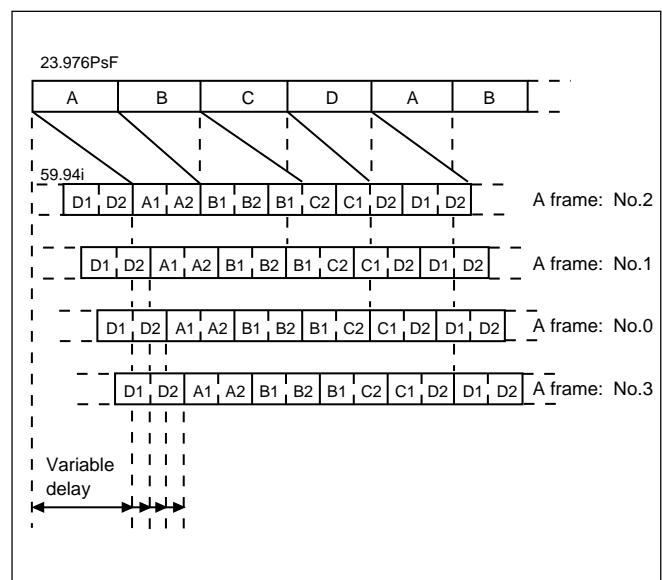 23.976PsF
A B C D A B
59.94i
D1 D2 A1 A2 B1 B2 B1 C2 C1 D2 D1 D2 A frame: No.2
D1 D2 A1 A2 B1 B2 B1 C2 C1 D2 D1 D2 A frame: No.1
D1 D2 A1 A2 B1 B2 B1 C2 C1 D2 D1 D2 A frame: No.0
D1 D2 A1 A2 B1 B2 B1 C2 C1 D2 D1 D2 A frame: No.3
Variable
delay